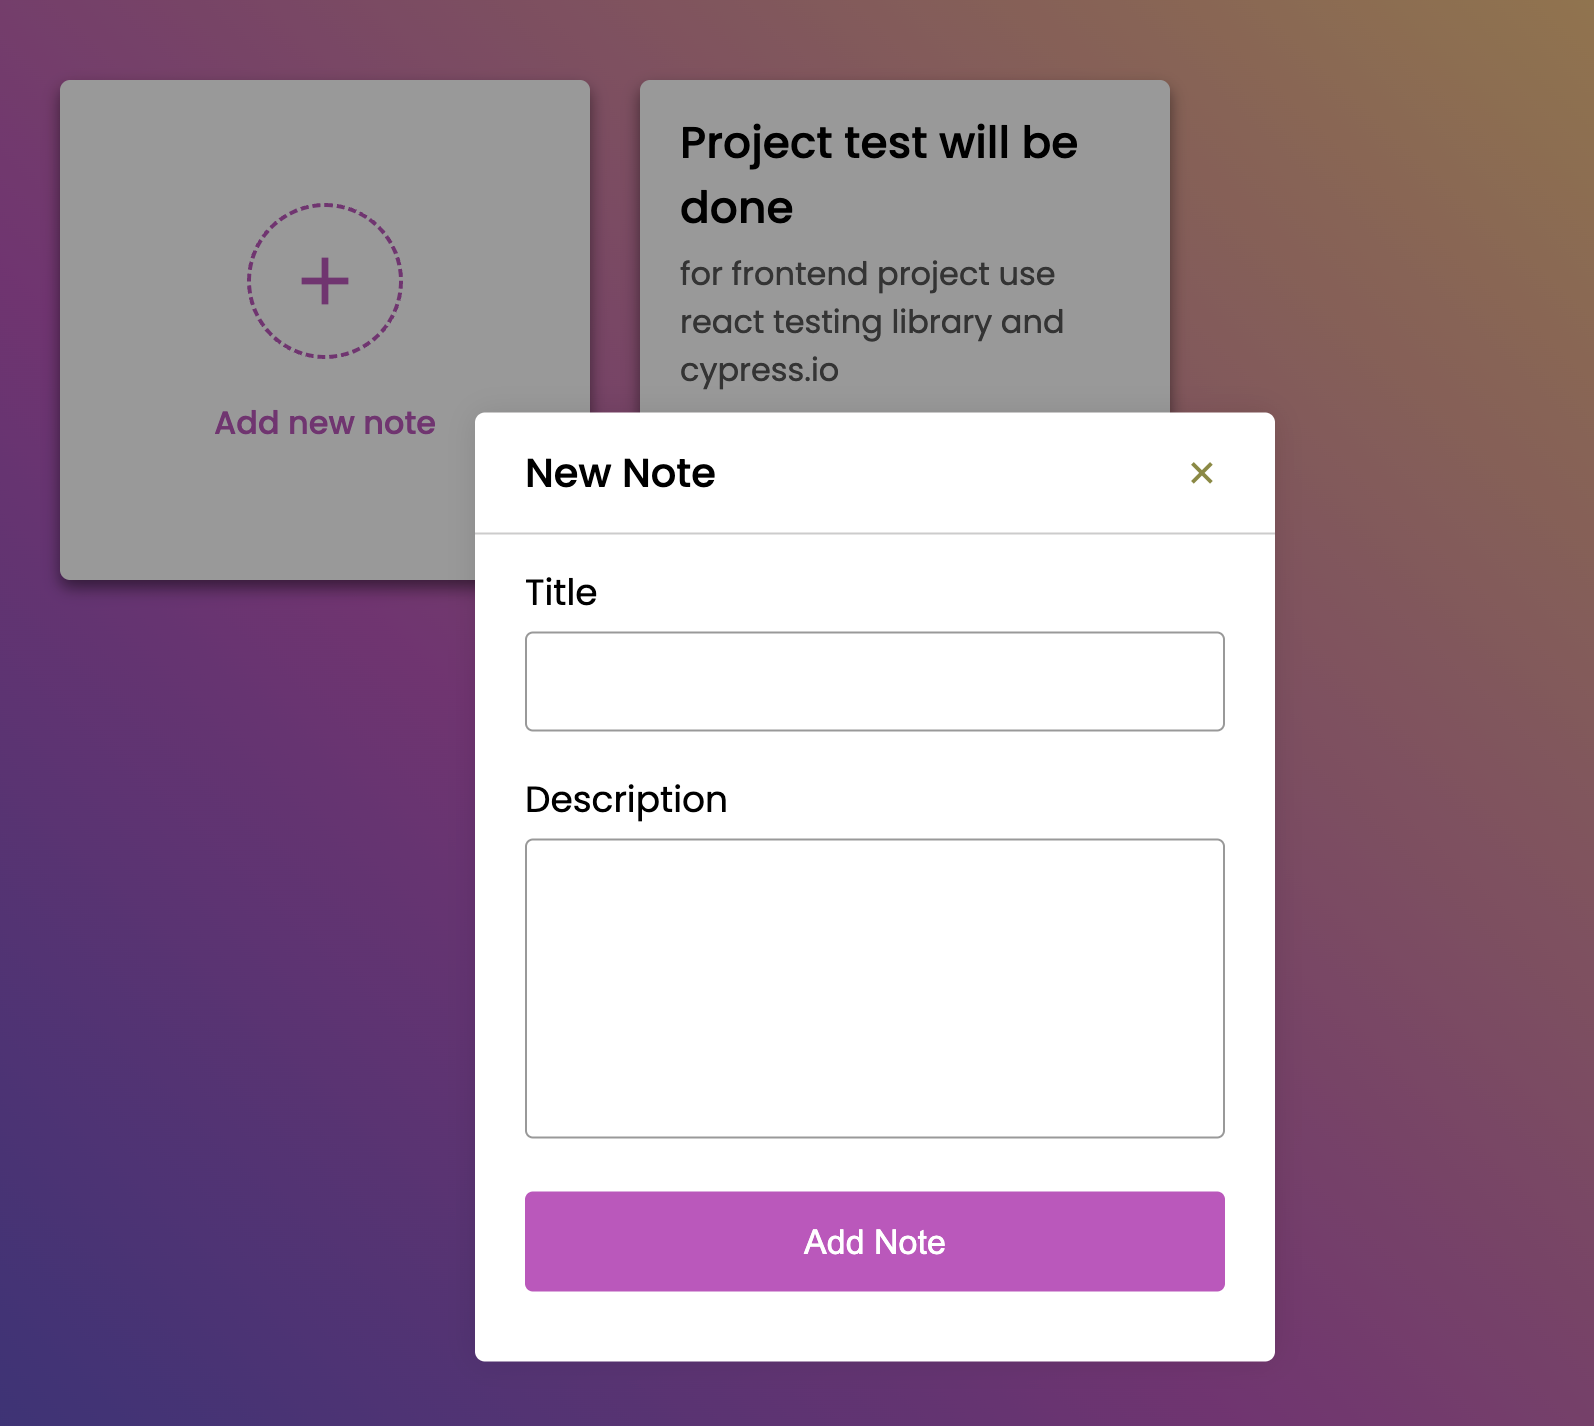 Add new note
Project test will be
done
for frontend project use
react testing library and
cypress.io
New Note
Title
Description
Add Note